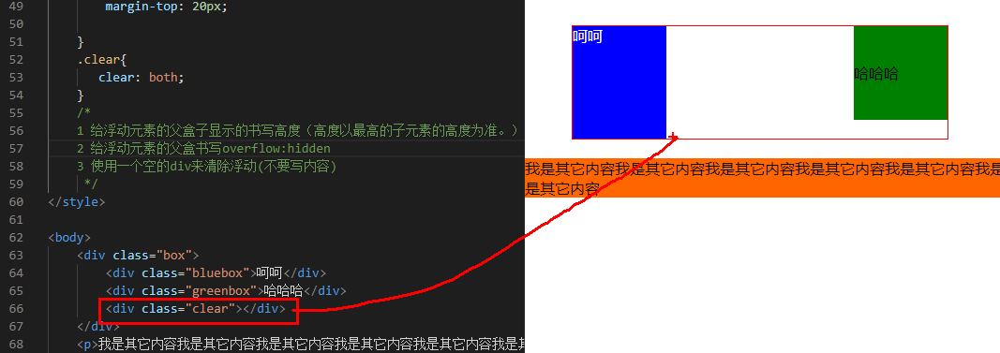 49 margin-top: 20px;
50
51 }
52 .clear{
53 clear: both;
54 }
55 /*
56 1 给浮动元素的父盒子显示的书写高度（高度以最高的子元素的高度为准。）
57 2 给浮动元素的父盒书写overflow:hidden
58 3 使用一个空的div来清除浮动(不要写内容)
59 */
60 </style>
61
62 <body>
63 <div class="box">
64 <div class="bluebox">呵呵</div>
65 <div class="greenbox">哈哈哈</div>
66 <div class="clear"></div>
67 </div>
68 <p>我是其它内容我是其它内容我是其它内容我是其它内容我是其它内容我是其
呵呵
哈哈哈
我是其它内容我是其它内容我是其它内容我是其它内容我是其它内容我
是其它内容